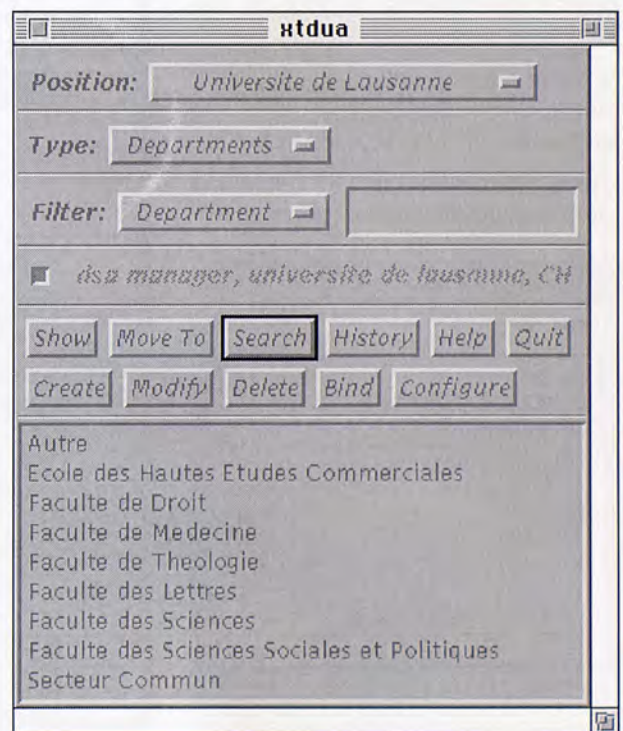 xtdua
Position: Universite de Lausanne
Type: Departments
Filter: Department
dsa manager, universite de lausanne, CH
Show Move To Search History Help Quit
Create Modify Delete Bind Configure
Autre
Ecole des Hautes Etudes Commerciales
Faculte de Droit
Faculte de Medecine
Faculte de Theologie
Faculte des Lettres
Faculte des Sciences
Faculte des Sciences Sociales et Politiques
Secteur Commun